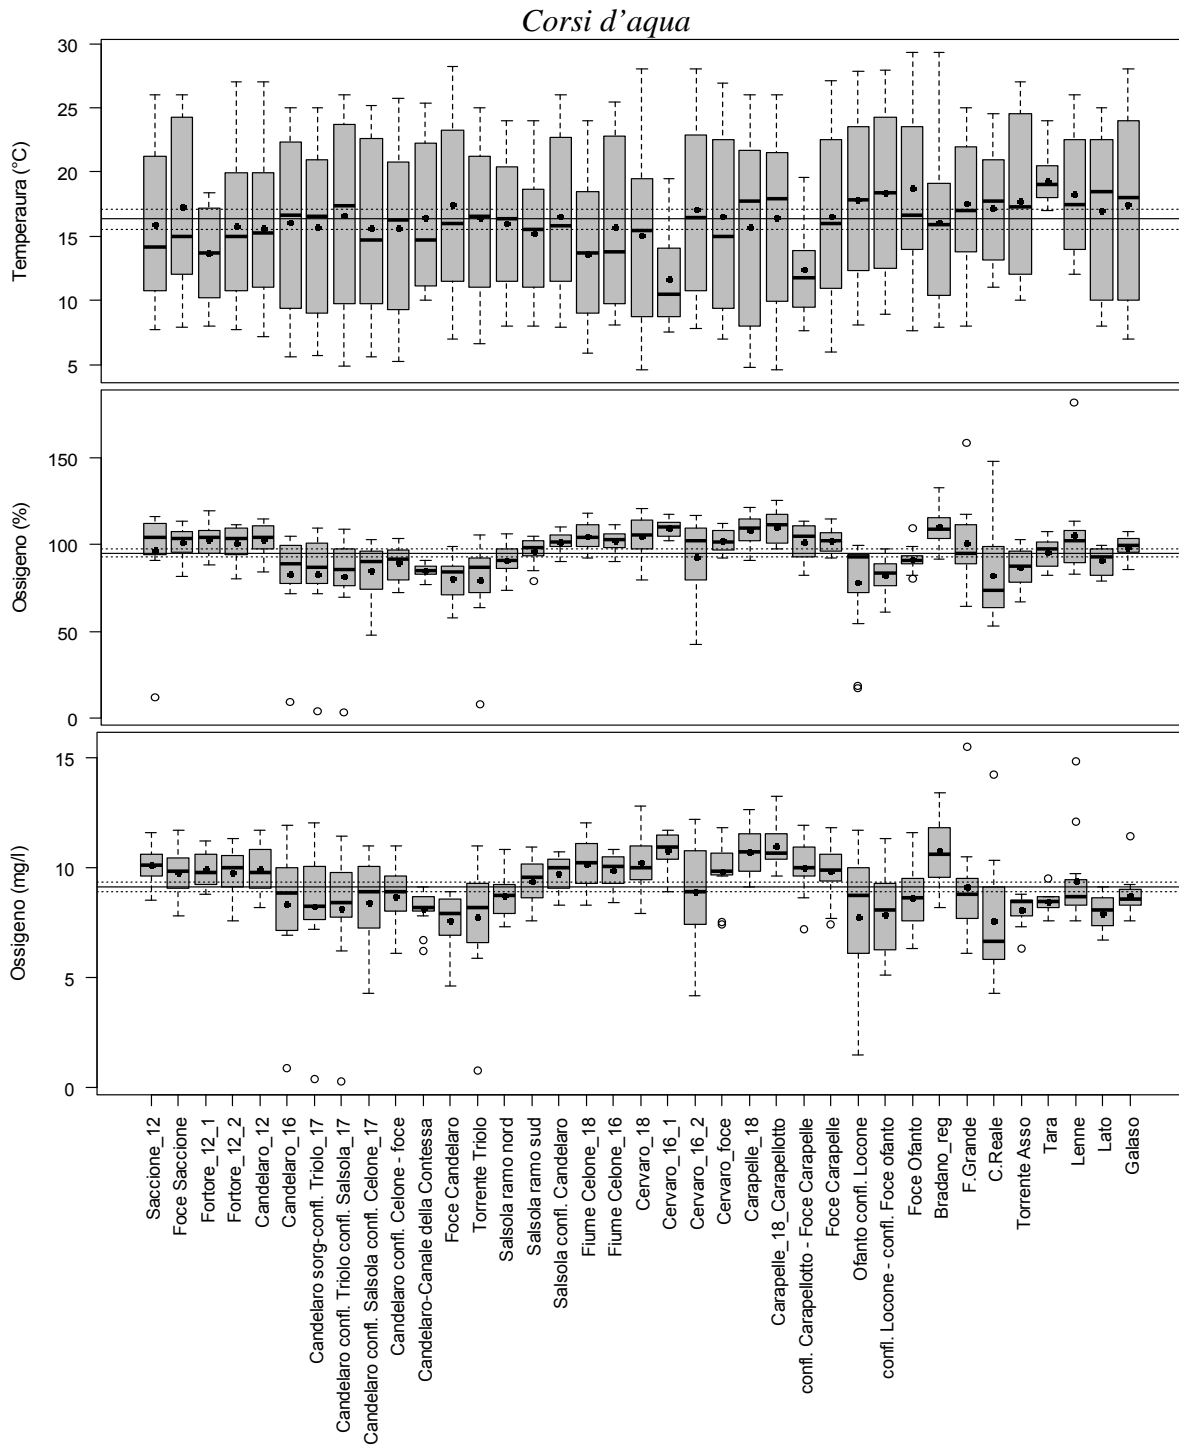 Corsi d'aqua
30
25
20
15
10
5
Temperaura (°C)
150
100
50
0
Ossigeno (%)
15
10
5
0
Ossigeno (mg/l)
Saccione_12
Foce Saccione
Fortore_12_1
Fortore_12_2
Candelaro_12
Candelaro_16
Candelaro sorg-confl. Triolo_17
Candelaro confl. Triolo confl. Salsola_17
Candelaro confl. Salsola confl. Celone_17
Candelaro confl. Celone - foce
Candelaro-Canale della Contessa
Foce Candelaro
Torrente Triolo
Salsola ramo nord
Salsola ramo sud
Salsola confl. Candelaro
Fiume Celone_18
Fiume Celone_16
Cervaro_18
Cervaro_16_1
Cervaro_16_2
Cervaro_foce
Carapelle_18
Carapelle_18_Carapellotto
confl. Carapellotto - Foce Carapelle
Foce Carapelle
Ofanto confl. Locone
confl. Locone - confl. Foce ofanto
Foce Ofanto
Bradano_reg
F.Grande
C.Reale
Torrente Asso
Tara
Lenne
Lato
Galaso